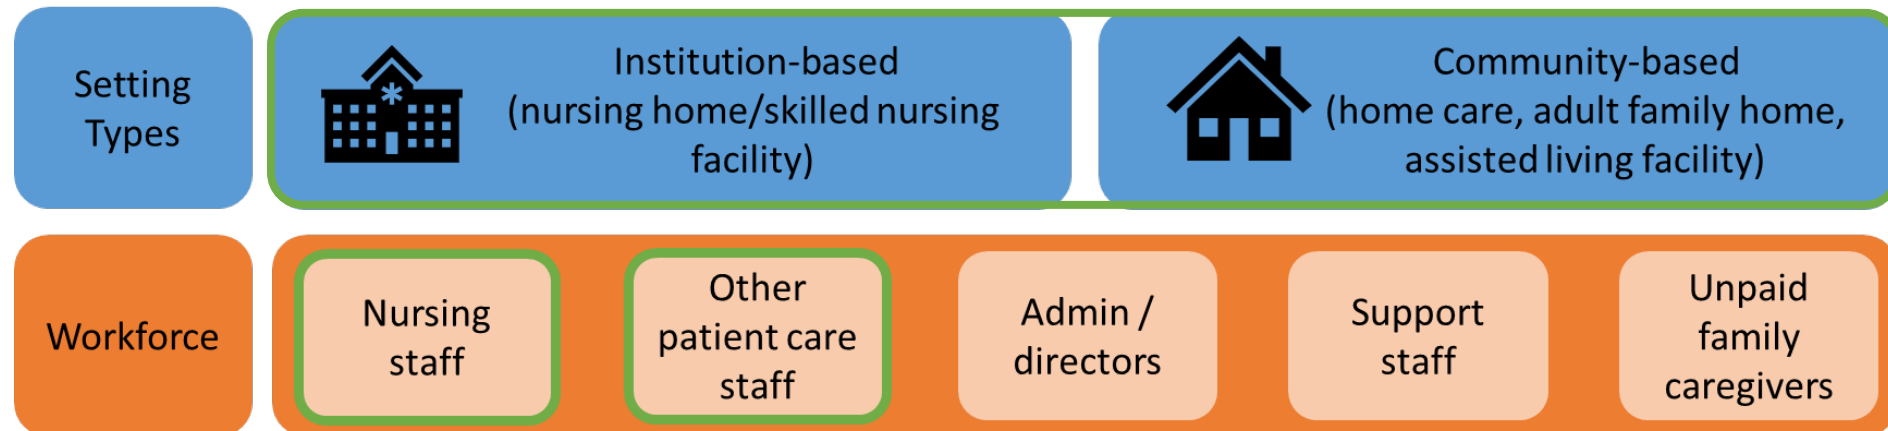 Setting
Types
Institution-based
(nursing home/skilled nursing
facility)
Community-based
(home care, adult family home,
assisted living facility)
Workforce
Nursing
staff
Other
patient care
staff
Admin /
directors
Support
staff
Unpaid
family
caregivers